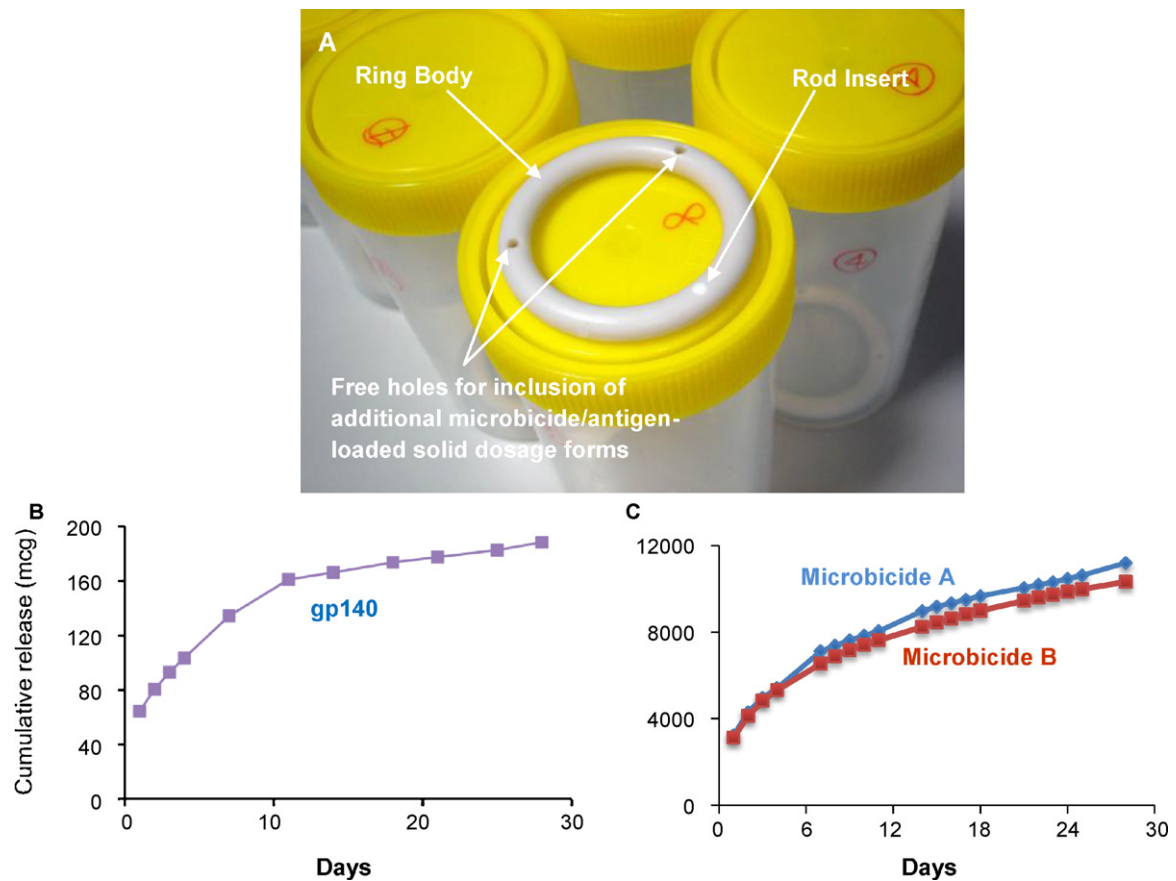 A
Ring Body
Rod Insert
8
4
Free holes for inclusion of
additional microbicide/antigen-
loaded solid dosage forms
B
Cumulative release (mcg)
200
160
120
80
40
0
gp140
0 10 20 30
Days
C
12000
8000
4000
0
Microbicide A
Microbicide B
0 6 12 18 24 30
Days